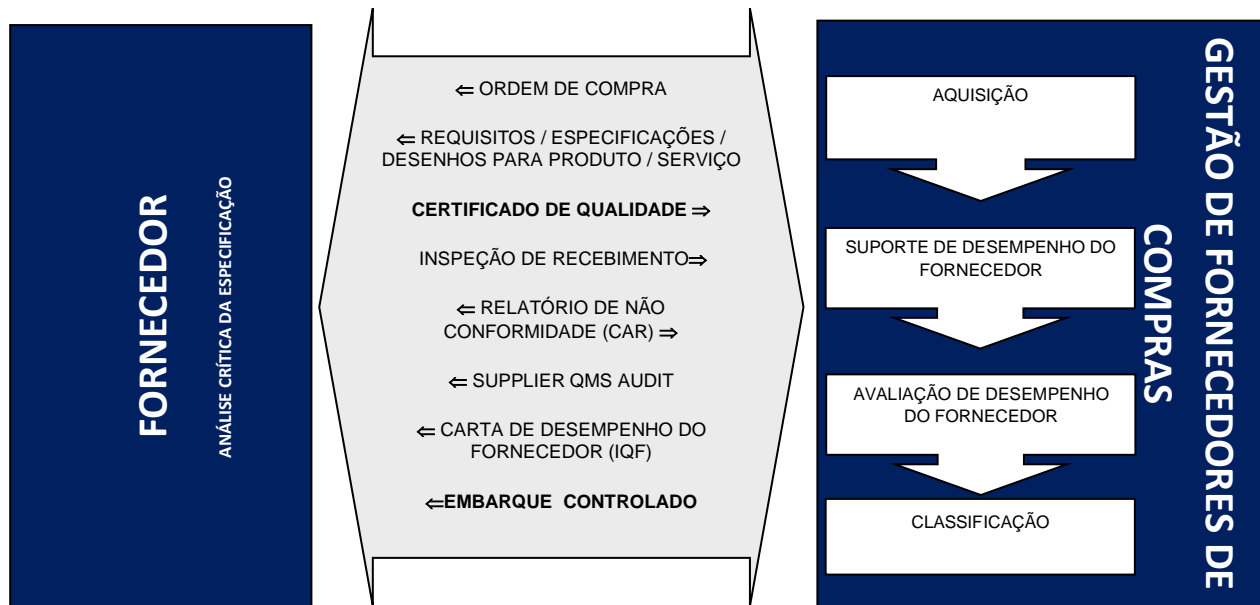 FORNECEDOR
ANÁLISE CRÍTICA DA ESPECIFICAÇÃO
⇐ ORDEM DE COMPRA
⇐ REQUISITOS / ESPECIFICAÇÕES /
DESENHOS PARA PRODUTO / SERVIÇO
CERTIFICADO DE QUALIDADE ⇒
INSPEÇÃO DE RECEBIMENTO⇒
⇐ RELATÓRIO DE NÃO
CONFORMIDADE (CAR) ⇒
⇐ SUPPLIER QMS AUDIT
⇐ CARTA DE DESEMPENHO DO
FORNECEDOR (IQF)
⇐EMBARQUE CONTROLADO
AQUISIÇÃO
SUPORTE DE DESEMPENHO DO
FORNECEDOR
AVALIAÇÃO DE DESEMPENHO
DO FORNECEDOR
CLASSIFICAÇÃO
GESTÃO DE FORNECEDORES DE
COMPRAS